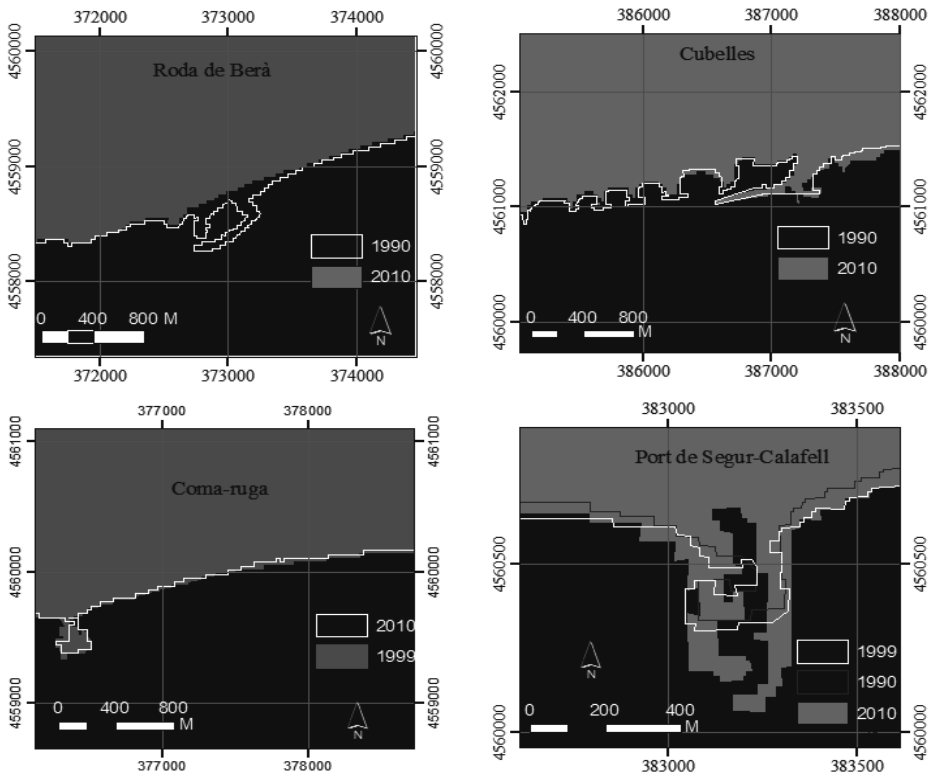 372000 373000 374000
4560000 4560000
Roda de Berà
4559000 4559000
1990
2010
4558000 4558000
0 400 800 M
N
372000 373000 374000
386000 387000 388000
Cubelles
4562000 4562000
4561000 4561000
1990
2010
0 400 800
M
N
4560000 4560000
386000 387000 388000
377000 378000
4561000 4561000
Coma-ruga
4560000 4560000
2010
1999
0 400 800
M
N
4559000 4559000
377000 378000
383000 383500
Port de Segur-Calafell
4560500 4560500
1999
1990
2010
N
0 200 400
M
4560000 4560000
383000 383500